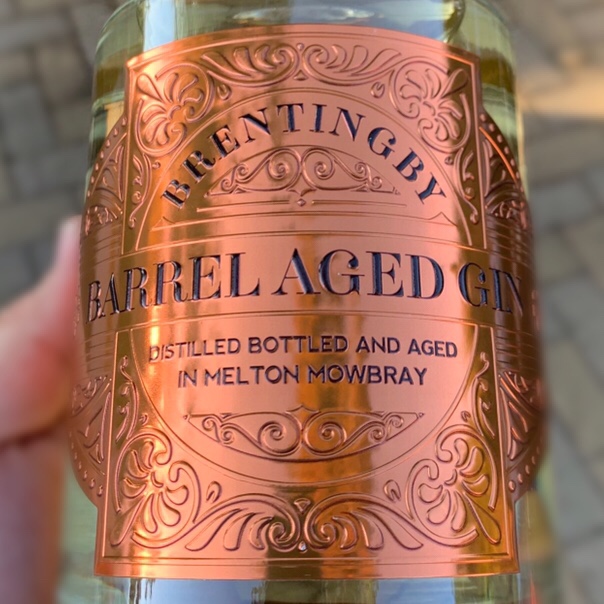 BRENTINGBY
BARREL AGED GIN
DISTILLED BOTTLED AND AGED
IN MELTON MOWBRAY